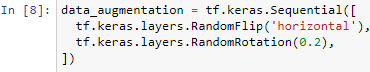 In [8]: data_augmentation = tf.keras.Sequential([
tf.keras.layers.RandomFlip('horizontal'),
tf.keras.layers.RandomRotation(0.2),
])